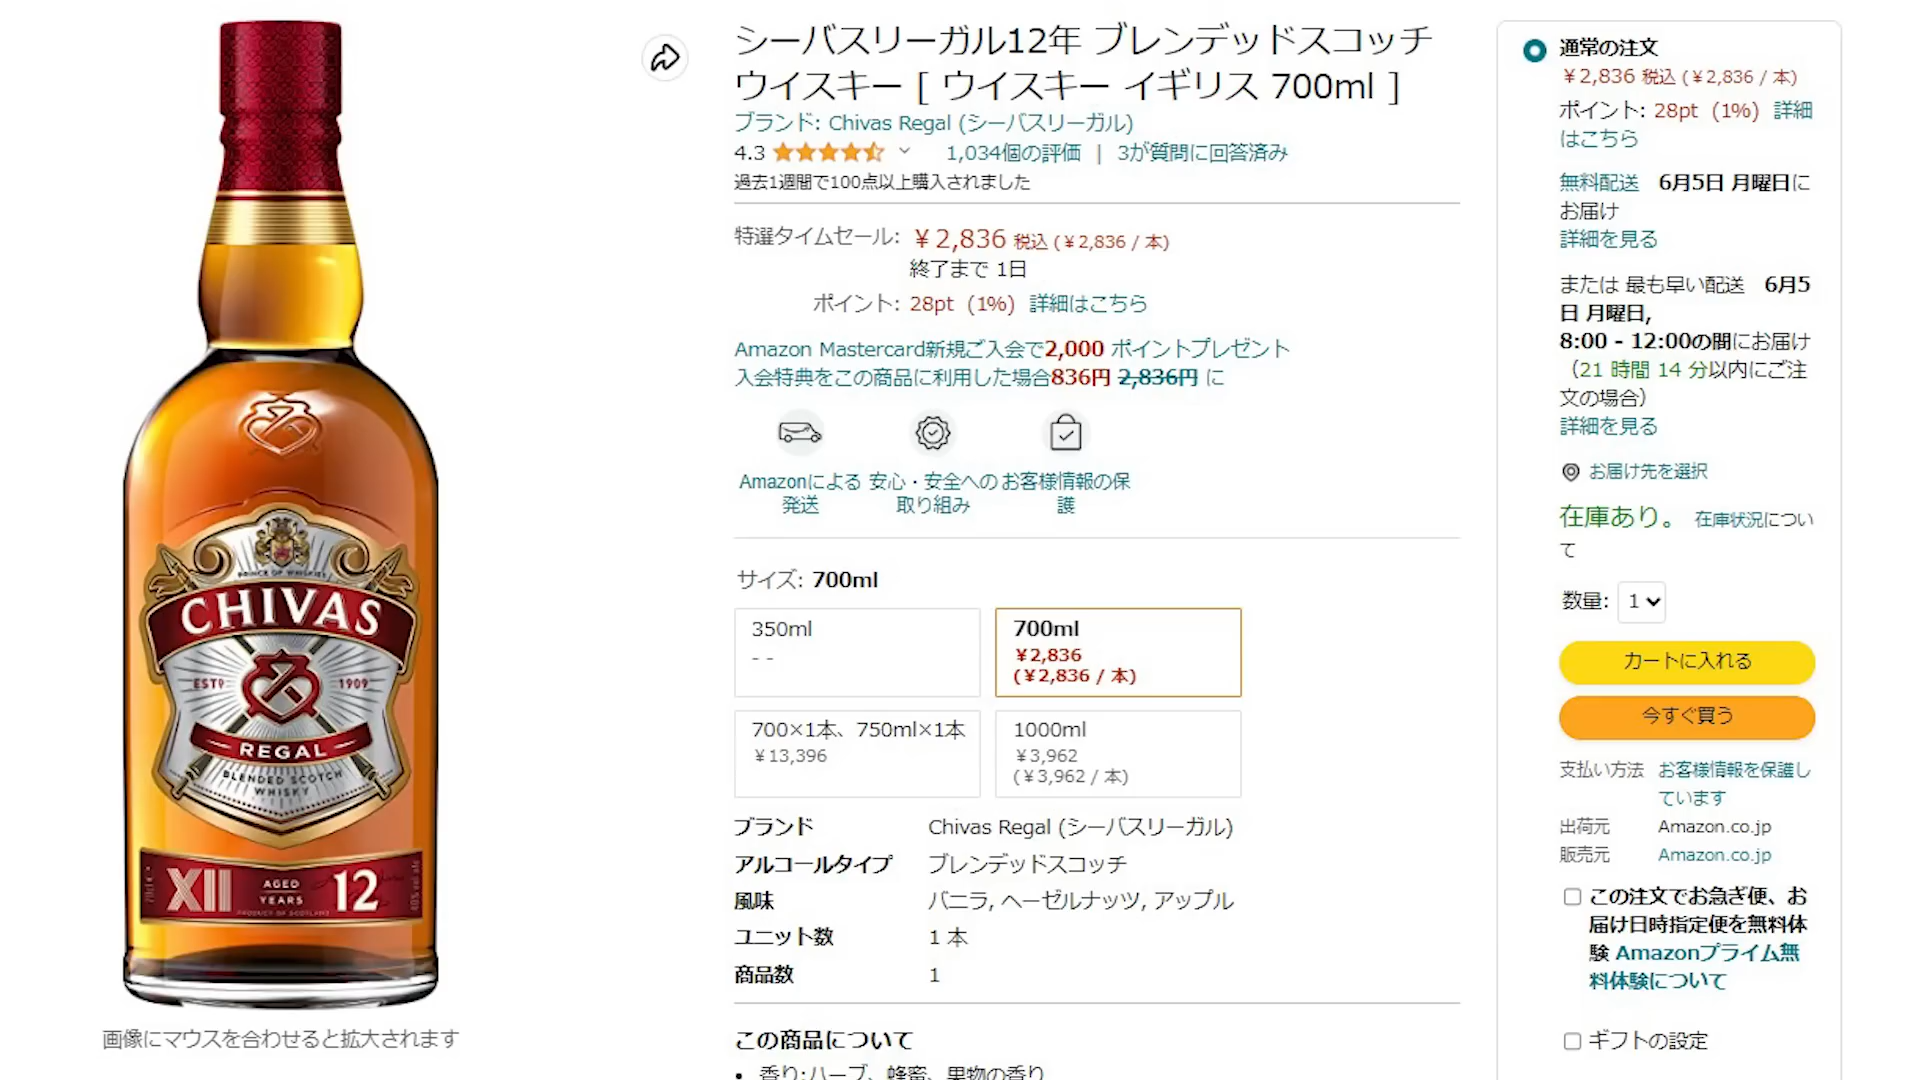 シーバスリーガル12年 ブレンデッドスコッチ
ウイスキー [ ウイスキー イギリス 700ml ]
ブランド: Chivas Regal (シーバスリーガル)
4.3
1,034個の評価 | 3が質問に回答済み
過去1週間で100点以上購入されました
特選タイムセール: ￥2,836 税込 (￥2,836 / 本)
終了まで 1日
ポイント: 28pt (1%) 詳細はこちら
Amazon Mastercard新規ご入会で2,000 ポイントプレゼント
入会特典をこの商品に利用した場合836円 2,836円 に
Amazonによる発送
安心・安全への取り組み
お客様情報の保護
サイズ: 700ml
350ml
- -
700ml
￥2,836
(￥2,836 / 本)
700×1本、750ml×1本
￥13,396
1000ml
￥3,962
(￥3,962 / 本)
ブランド Chivas Regal (シーバスリーガル)
アルコールタイプ ブレンデッドスコッチ
風味 バニラ, ヘーゼルナッツ, アップル
ユニット数 1 本
商品数 1
この商品について
• 香り:ハーブ、蜂蜜、果物の香り
通常の注文
￥2,836 税込 (￥2,836 / 本)
ポイント: 28pt (1%) 詳細
はこちら
無料配送 6月5日 月曜日に
お届け
詳細を見る
または 最も早い配送 6月5
日 月曜日,
8:00 - 12:00の間にお届け
（21 時間 14 分以内にご注
文の場合）
詳細を見る
お届け先を選択
在庫あり。 在庫状況につい
て
数量: 1
カートに入れる
今すぐ買う
支払い方法 お客様情報を保護し
ています
出荷元 Amazon.co.jp
販売元 Amazon.co.jp
この注文でお急ぎ便、お
届け日時指定便を無料体
験 Amazonプライム無
料体験について
ギフトの設定
PRINCE OF WHISKIES
CHIVAS
ESTD 1909
REGAL
BLENDED SCOTCH
WHISKY
XII AGED YEARS 12
PRODUCT OF SCOTLAND
画像にマウスを合わせると拡大されます